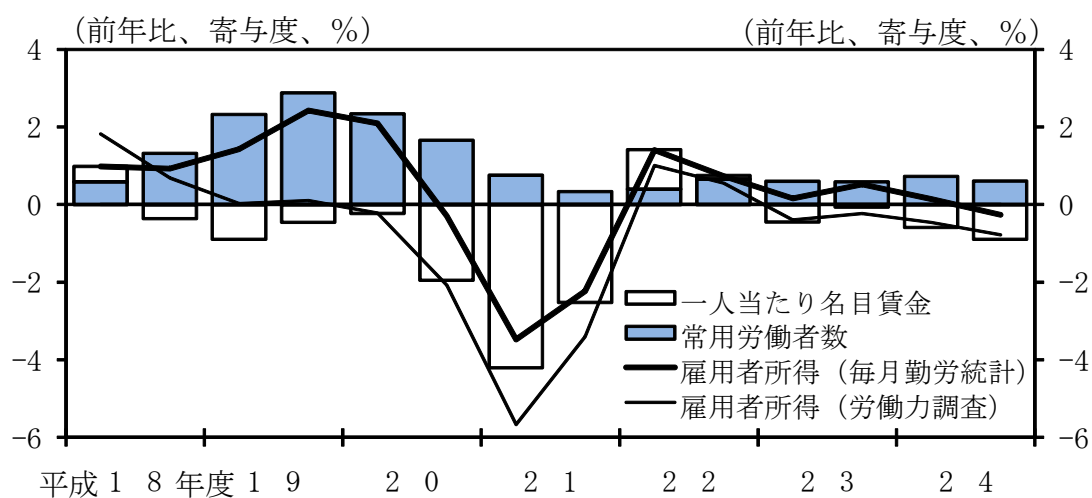 (前年比、寄与度、%) (前年比、寄与度、%)
4 4
2 2
0 0
-2 -2
一人当たり名目賃金
常用労働者数
-4 -4
雇用者所得(毎月勤労統計)
雇用者所得(労働力調査)
-6 -6
平成18年度19 20 21 22 23 24